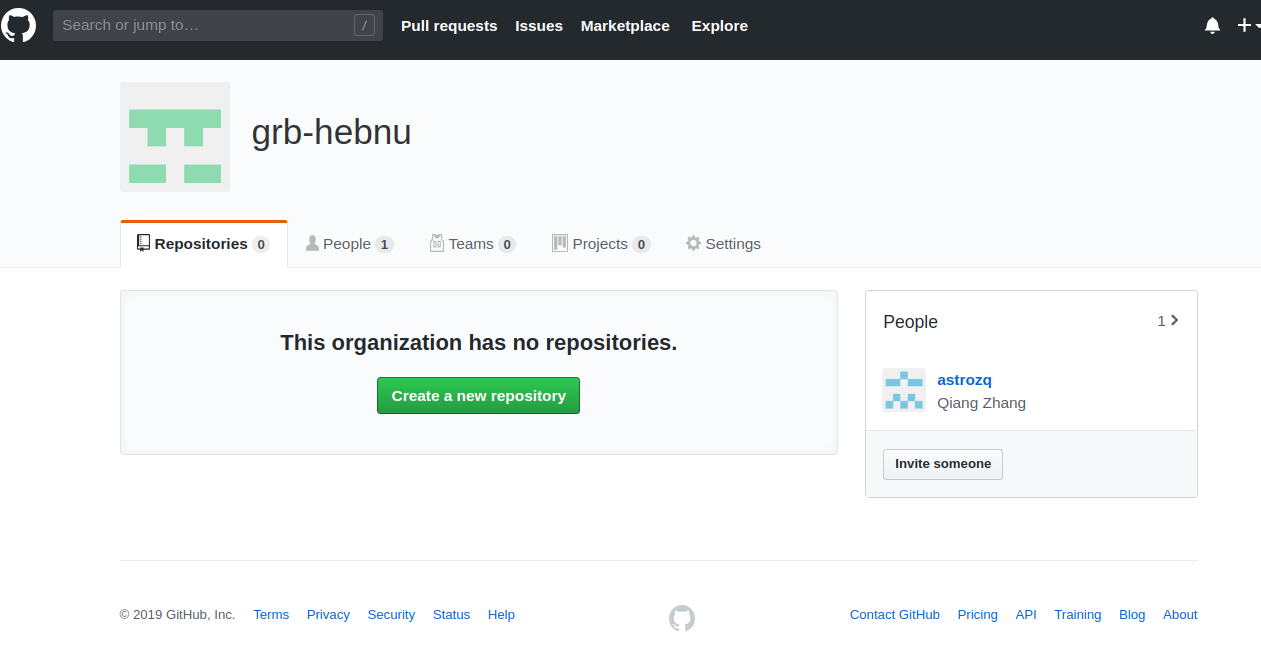 Search or jump to… /
Pull requests Issues Marketplace Explore
grb-hebnu
Repositories 0 People 1 Teams 0 Projects 0 Settings
This organization has no repositories.
Create a new repository
People 1
astrozq
Qiang Zhang
Invite someone
© 2019 GitHub, Inc. Terms Privacy Security Status Help
Contact GitHub Pricing API Training Blog About